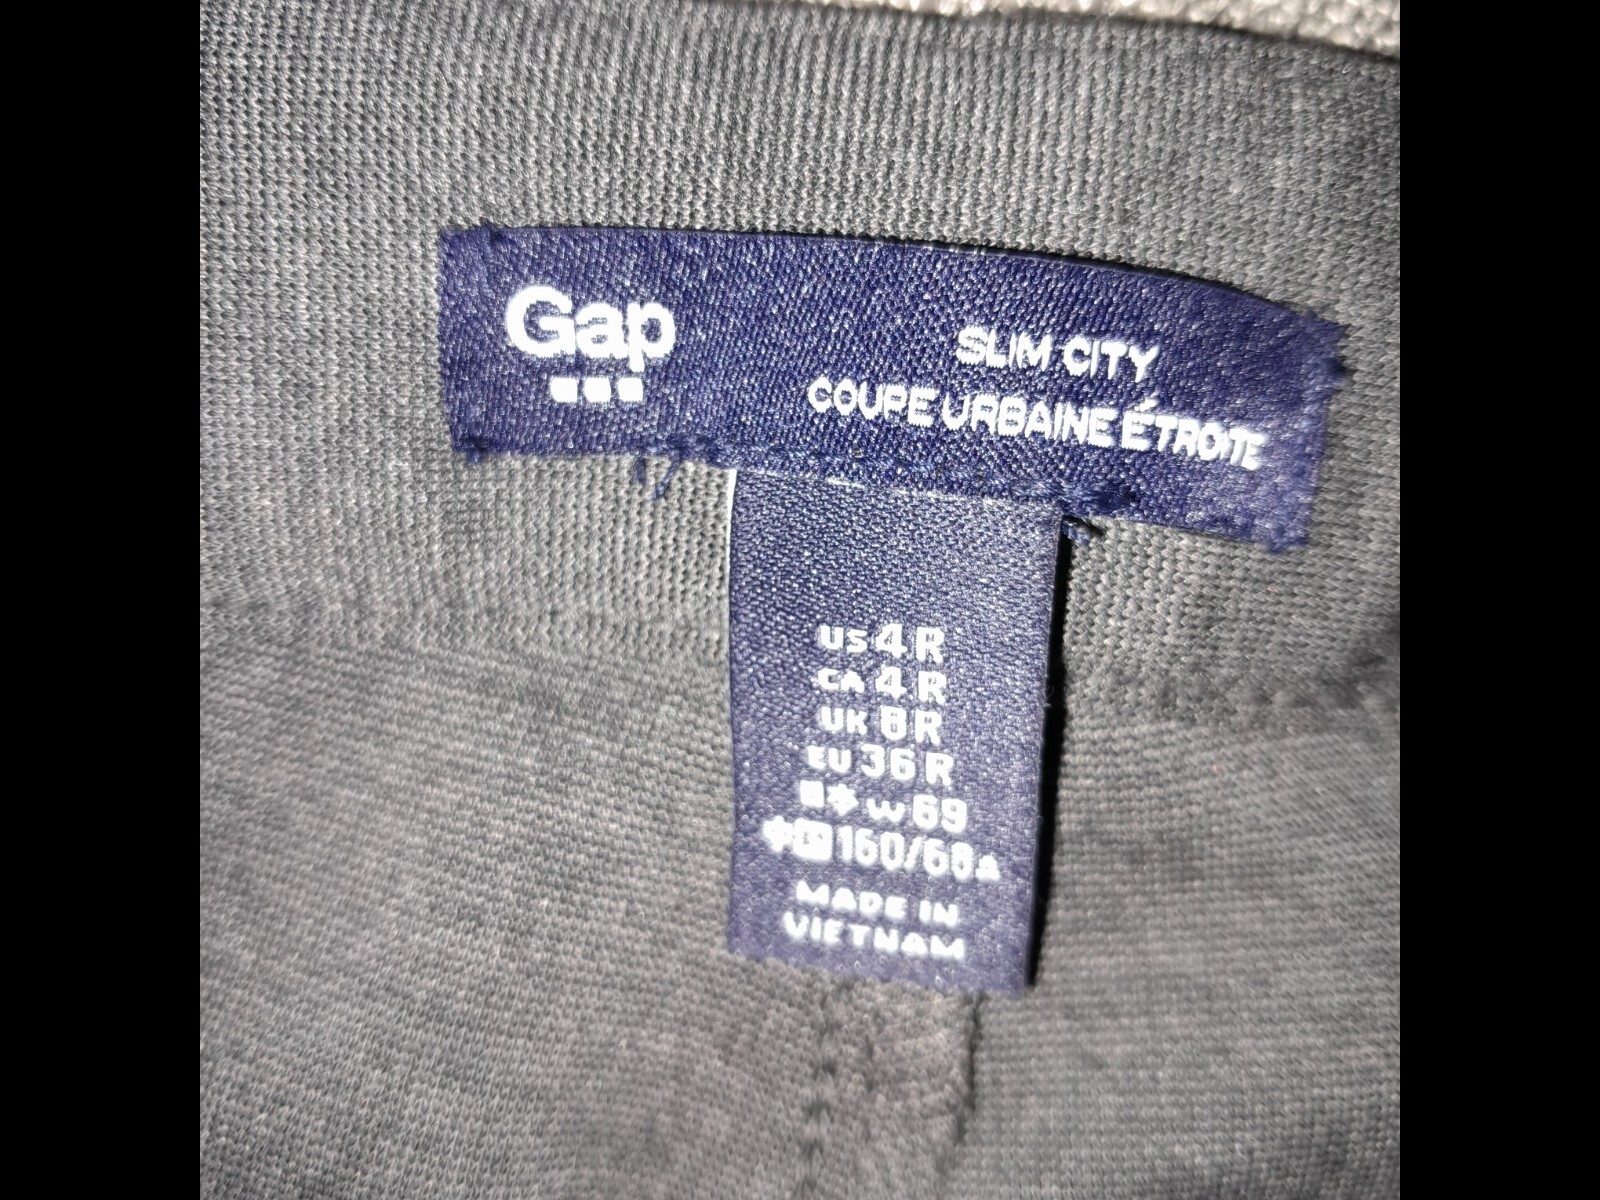 Gap
SLIM CITY
COUPE URBAINE ÉTROITE
US 4 R
CA 4 R
UK 8 R
EU 36 R
W 69
160/68A
MADE IN
VIETNAM